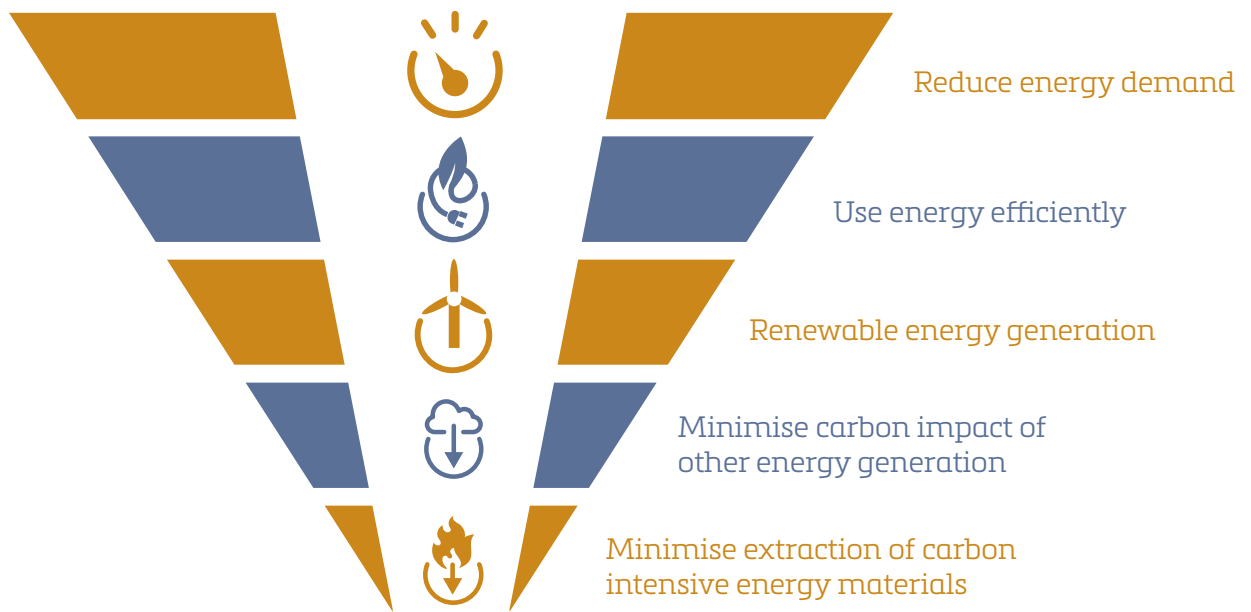 Reduce energy demand
Use energy efficiently
Renewable energy generation
Minimise carbon impact of
other energy generation
Minimise extraction of carbon
intensive energy materials